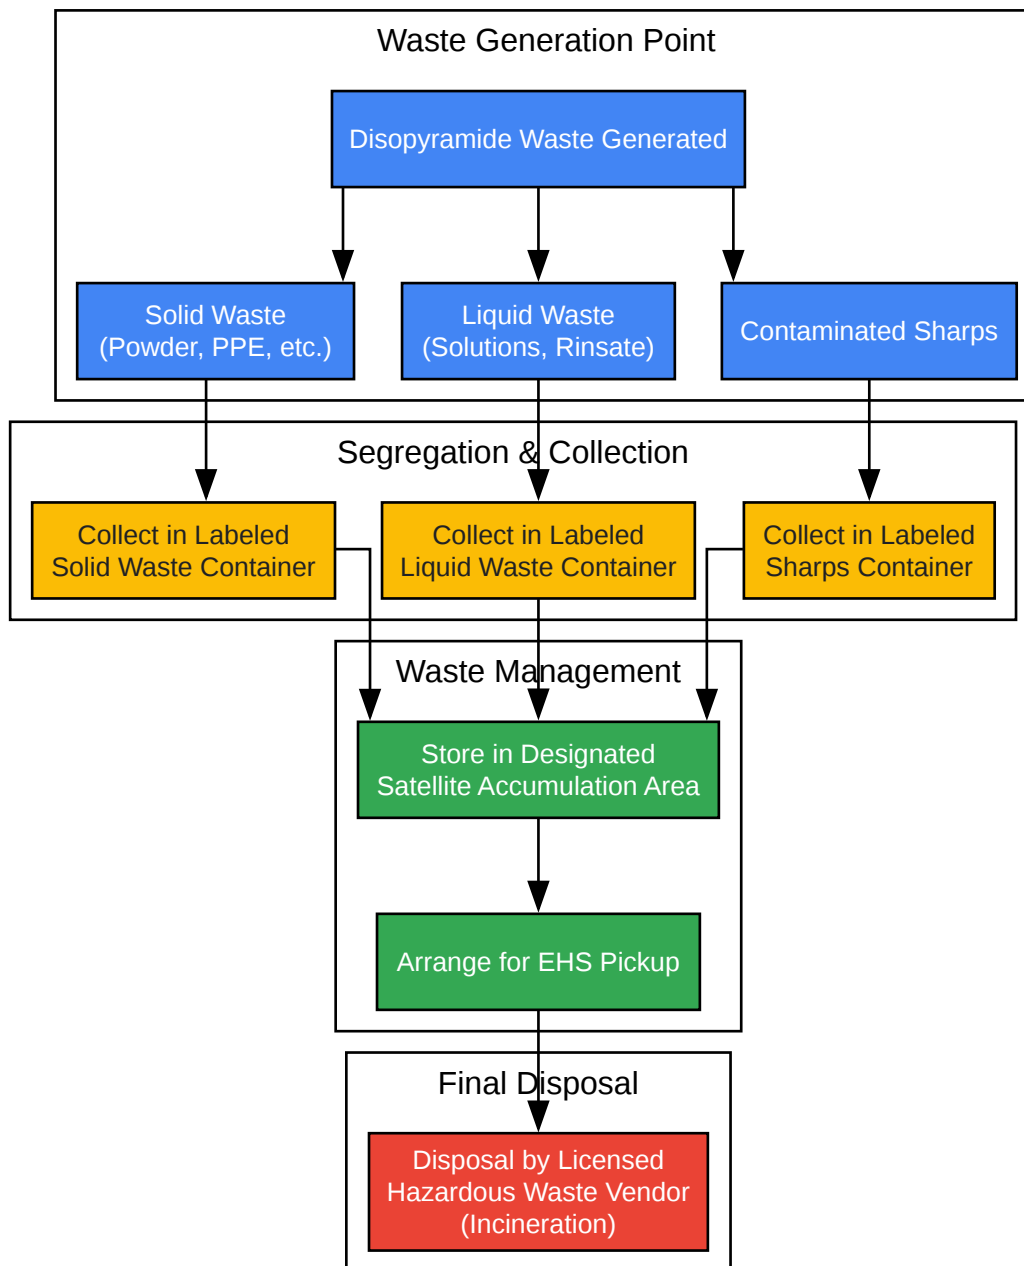 Waste Generation Point
Disopyramide Waste Generated
Solid Waste
(Powder, PPE, etc.)
Liquid Waste
(Solutions, Rinsate)
Contaminated Sharps
Segregation & Collection
Collect in Labeled
Solid Waste Container
Collect in Labeled
Liquid Waste Container
Collect in Labeled
Sharps Container
Waste Management
Store in Designated
Satellite Accumulation Area
Arrange for EHS Pickup
Final Disposal
Disposal by Licensed
Hazardous Waste Vendor
(Incineration)